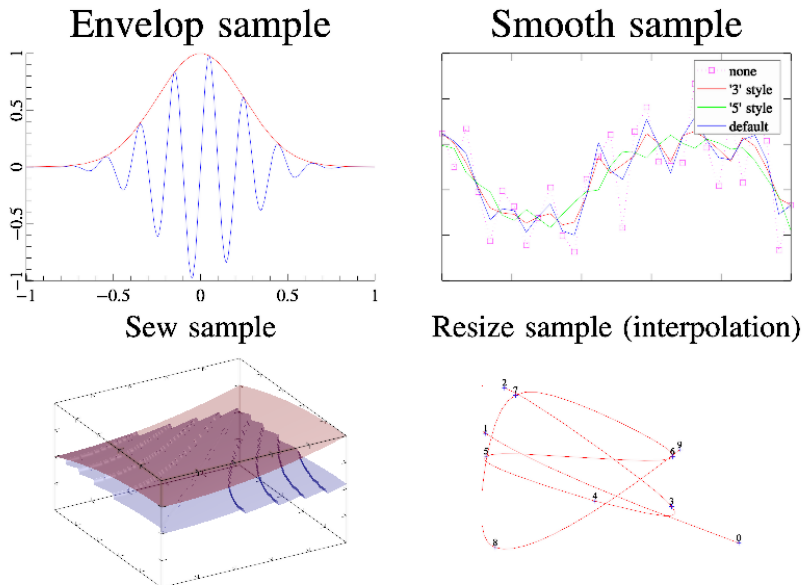 Envelop sample
1
0.5
0
−0.5
−1
−1
−0.5
0
0.5
1
Smooth sample
none
'3' style
'5' style
default
Sew sample
Resize sample (interpolation)
2
7
1
5
9
6
4
3
0
8